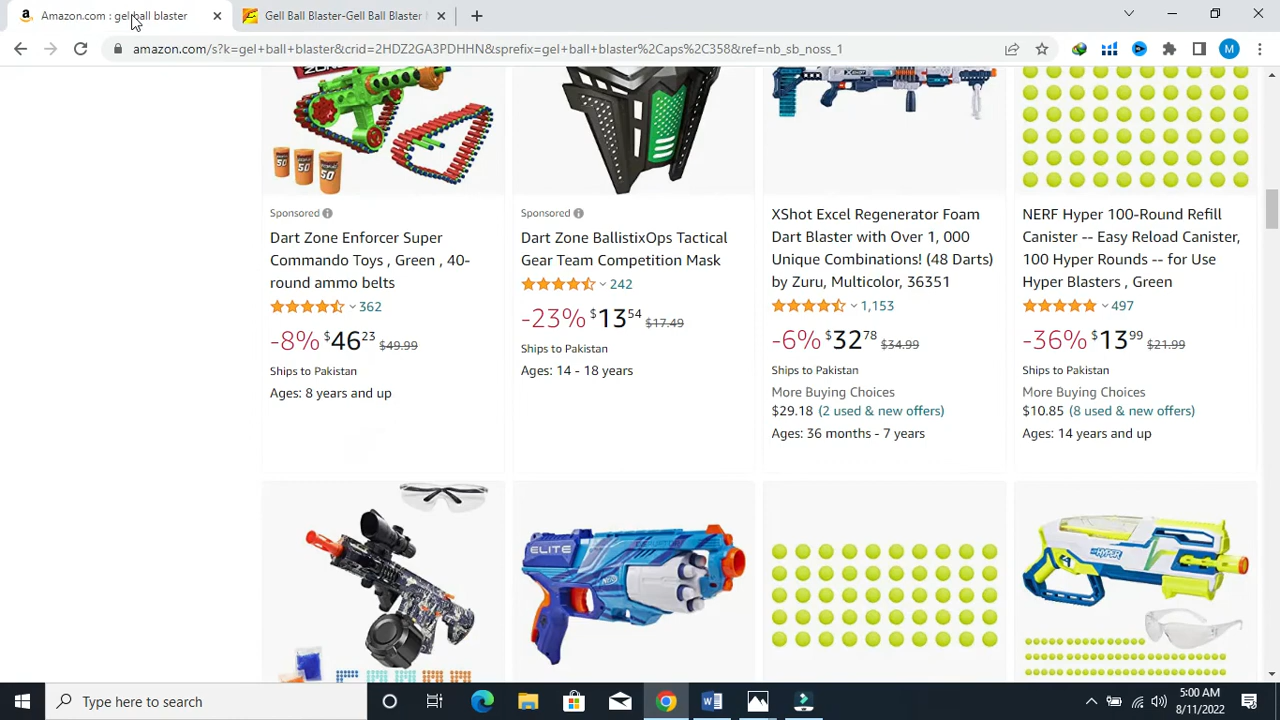 Amazon.com : gel ball blaster
Gell Ball Blaster-Gell Ball Blaster
amazon.com/s?k=gel+ball+blaster&crid=2HDZ2GA3PDHHN&sprefix=gel+ball+blaster%2Caps%2C358&ref=nb_sb_noss_1
M
50 50 50
Sponsored
Dart Zone Enforcer Super
Commando Toys , Green , 40-
round ammo belts
362
-8% $46 23 $49.99
Ships to Pakistan
Ages: 8 years and up
Sponsored
Dart Zone BallistixOps Tactical
Gear Team Competition Mask
242
-23% $13 54 $17.49
Ships to Pakistan
Ages: 14 - 18 years
XShot Excel Regenerator Foam
Dart Blaster with Over 1, 000
Unique Combinations! (48 Darts)
by Zuru, Multicolor, 36351
1,153
-6% $32 78 $34.99
Ships to Pakistan
More Buying Choices
$29.18 (2 used & new offers)
Ages: 36 months - 7 years
NERF Hyper 100-Round Refill
Canister -- Easy Reload Canister,
100 Hyper Rounds -- for Use
Hyper Blasters , Green
497
-36% $13 99 $21.99
Ships to Pakistan
More Buying Choices
$10.85 (8 used & new offers)
Ages: 14 years and up
ELITE
HYPER
Type here to search
5:00 AM
8/11/2022